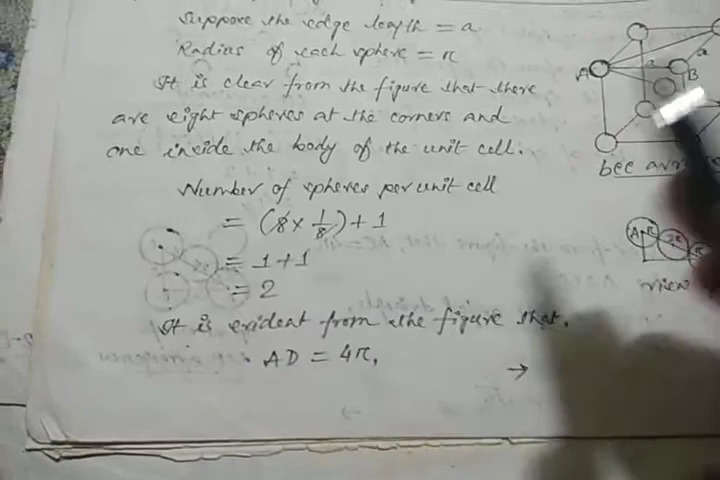 Suppose the edge length = a
Radius of each sphere = r
It is clear from the figure that there
are eight spheres at the corners and
one inside the body of the unit cell.
Number of spheres per unit cell
= (8 × 1/8) + 1
= 1+1
= 2
It is evident from the figure that,
AD = 4r,
→
A
B
a
a
bcc
A r
2r
r
view